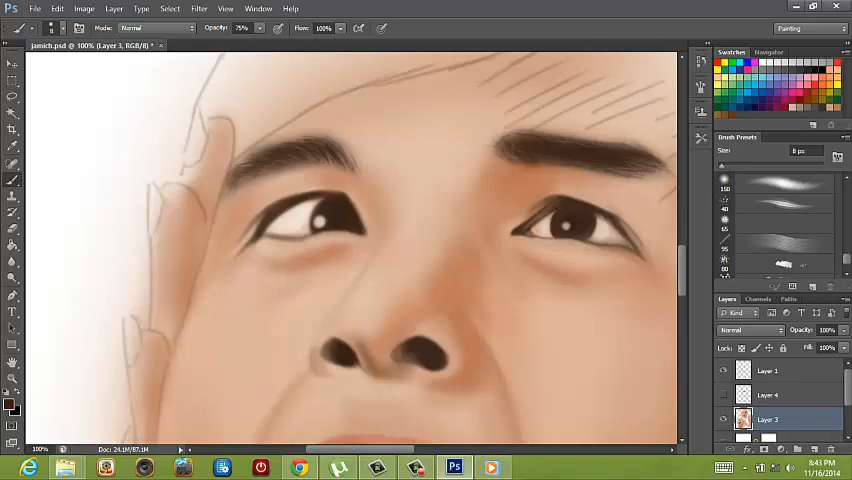 Ps File Edit Image Layer Type Select Filter View Window Help
8 Mode: Normal Opacity: 75% Flow: 100% Painting
jamich.psd @ 100% (Layer 3, RGB/8) * ×
Swatches Navigator
Brush Presets
Size: 8 px
150
40
65
95
80
Layers Channels Paths
Kind
Normal Opacity: 100%
Lock: Fill: 100%
Layer 1
Layer 4
Layer 3
100% Doc: 24.1M/87.1M
Ps
8:43 PM
11/16/2014